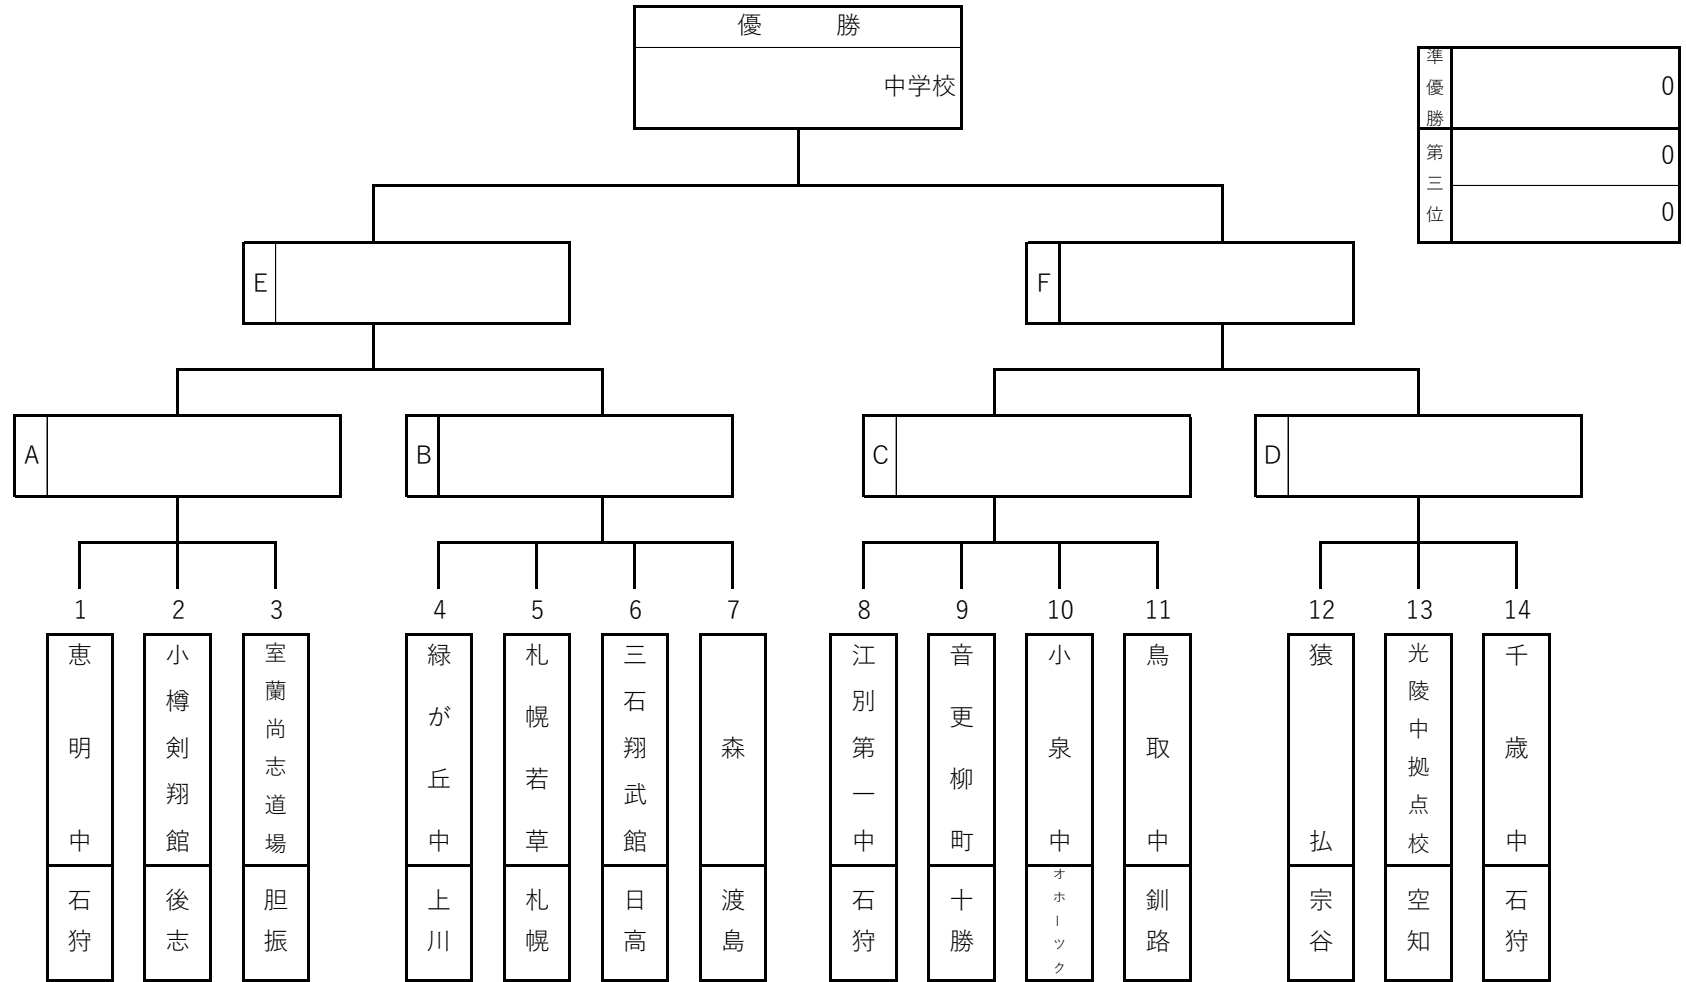 優勝
中学校
準優勝
0
第三位
0
0
E
F
A
B
C
D
1
2
3
4
5
6
7
8
9
10
11
12
13
14
恵明中
小樽剣翔館
室蘭尚志道場
緑が丘中
札幌若草
三石翔武館
森
江別第一中
音更柳町
小泉中
鳥取中
猿払
光陵中拠点校
千歳中
石狩
後志
胆振
上川
札幌
日高
渡島
石狩
十勝
オホーツク
釧路
宗谷
空知
石狩